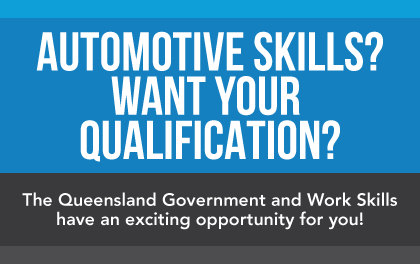 AUTOMOTIVE SKILLS?
WANT YOUR
QUALIFICATION?
The Queensland Government and Work Skills
have an exciting opportunity for you!